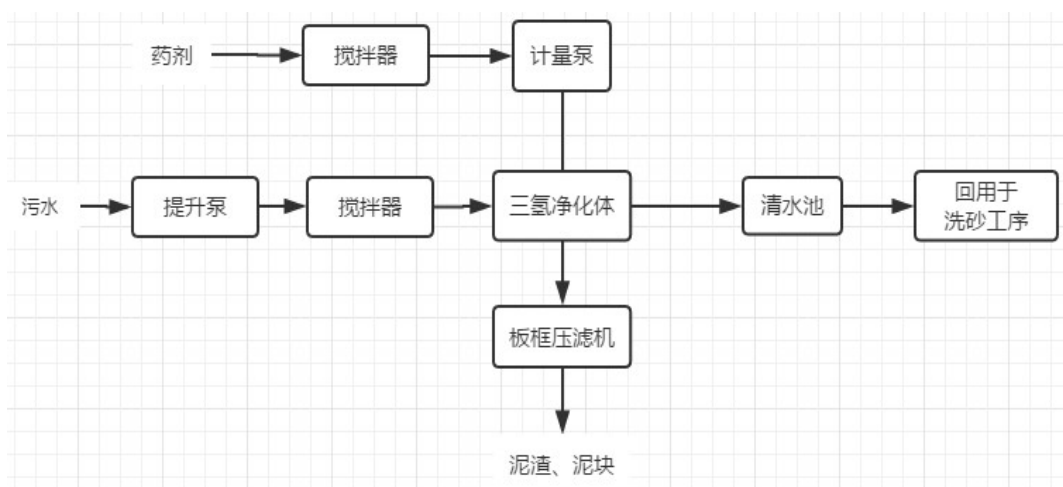 药剂
搅拌器
计量泵
污水
提升泵
搅拌器
三氢净化体
清水池
回用于
洗砂工序
板框压滤机
泥渣、泥块